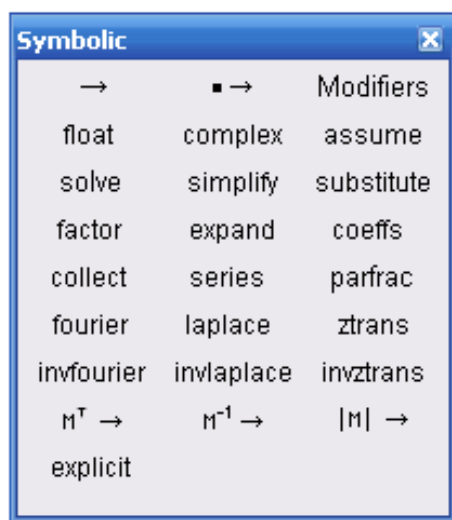 Symbolic
→ ▪ → Modifiers
float complex assume
solve simplify substitute
factor expand coeffs
collect series parfrac
fourier laplace ztrans
invfourier invlaplace invztrans
Mᵀ → M⁻¹ → |M| →
explicit